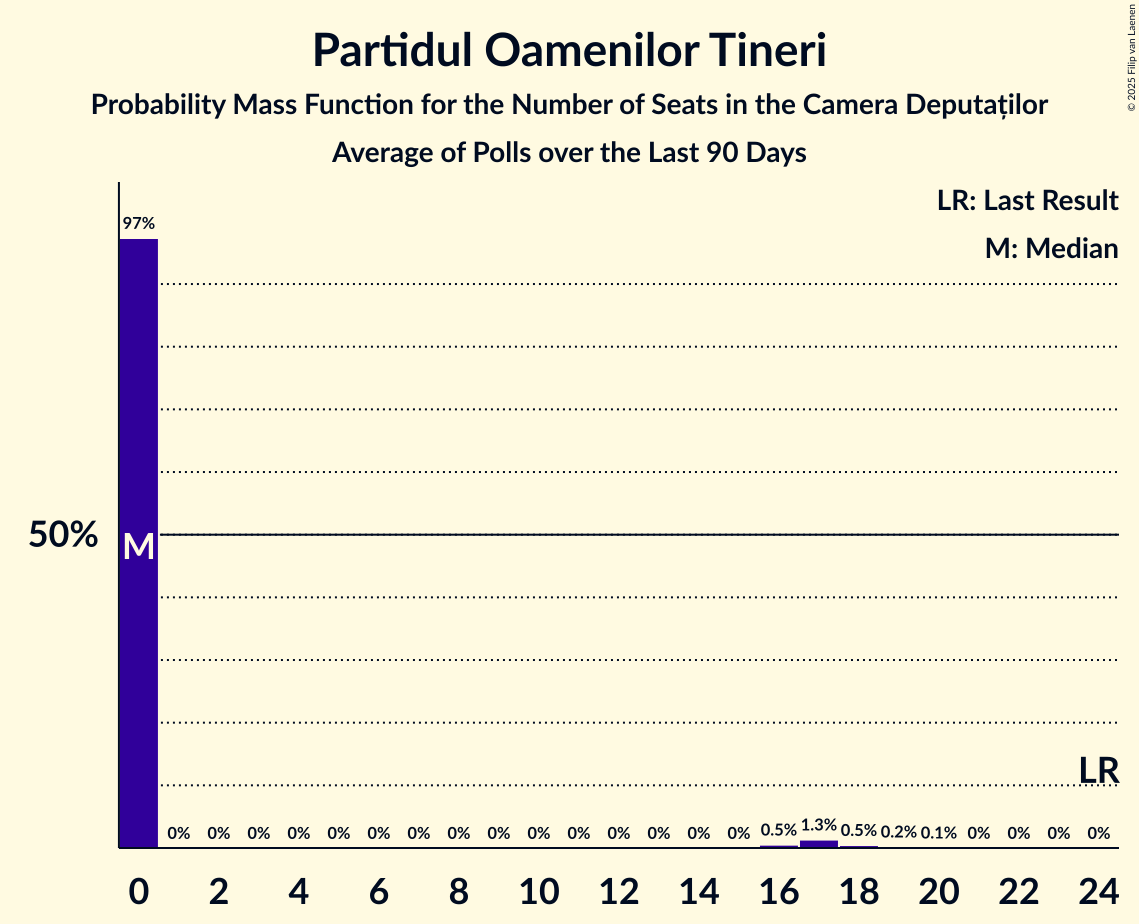 Partidul Oamenilor Tineri
Probability Mass Function for the Number of Seats in the Camera Deputaților
Average of Polls over the Last 90 Days
© 2025 Filip van Laenen
LR: Last Result
M: Median
97%
50%
M
LR
0% 0% 0% 0% 0% 0% 0% 0% 0% 0% 0% 0% 0% 0% 0% 0.5% 1.3% 0.5% 0.2% 0.1% 0% 0% 0% 0%
0 2 4 6 8 10 12 14 16 18 20 22 24